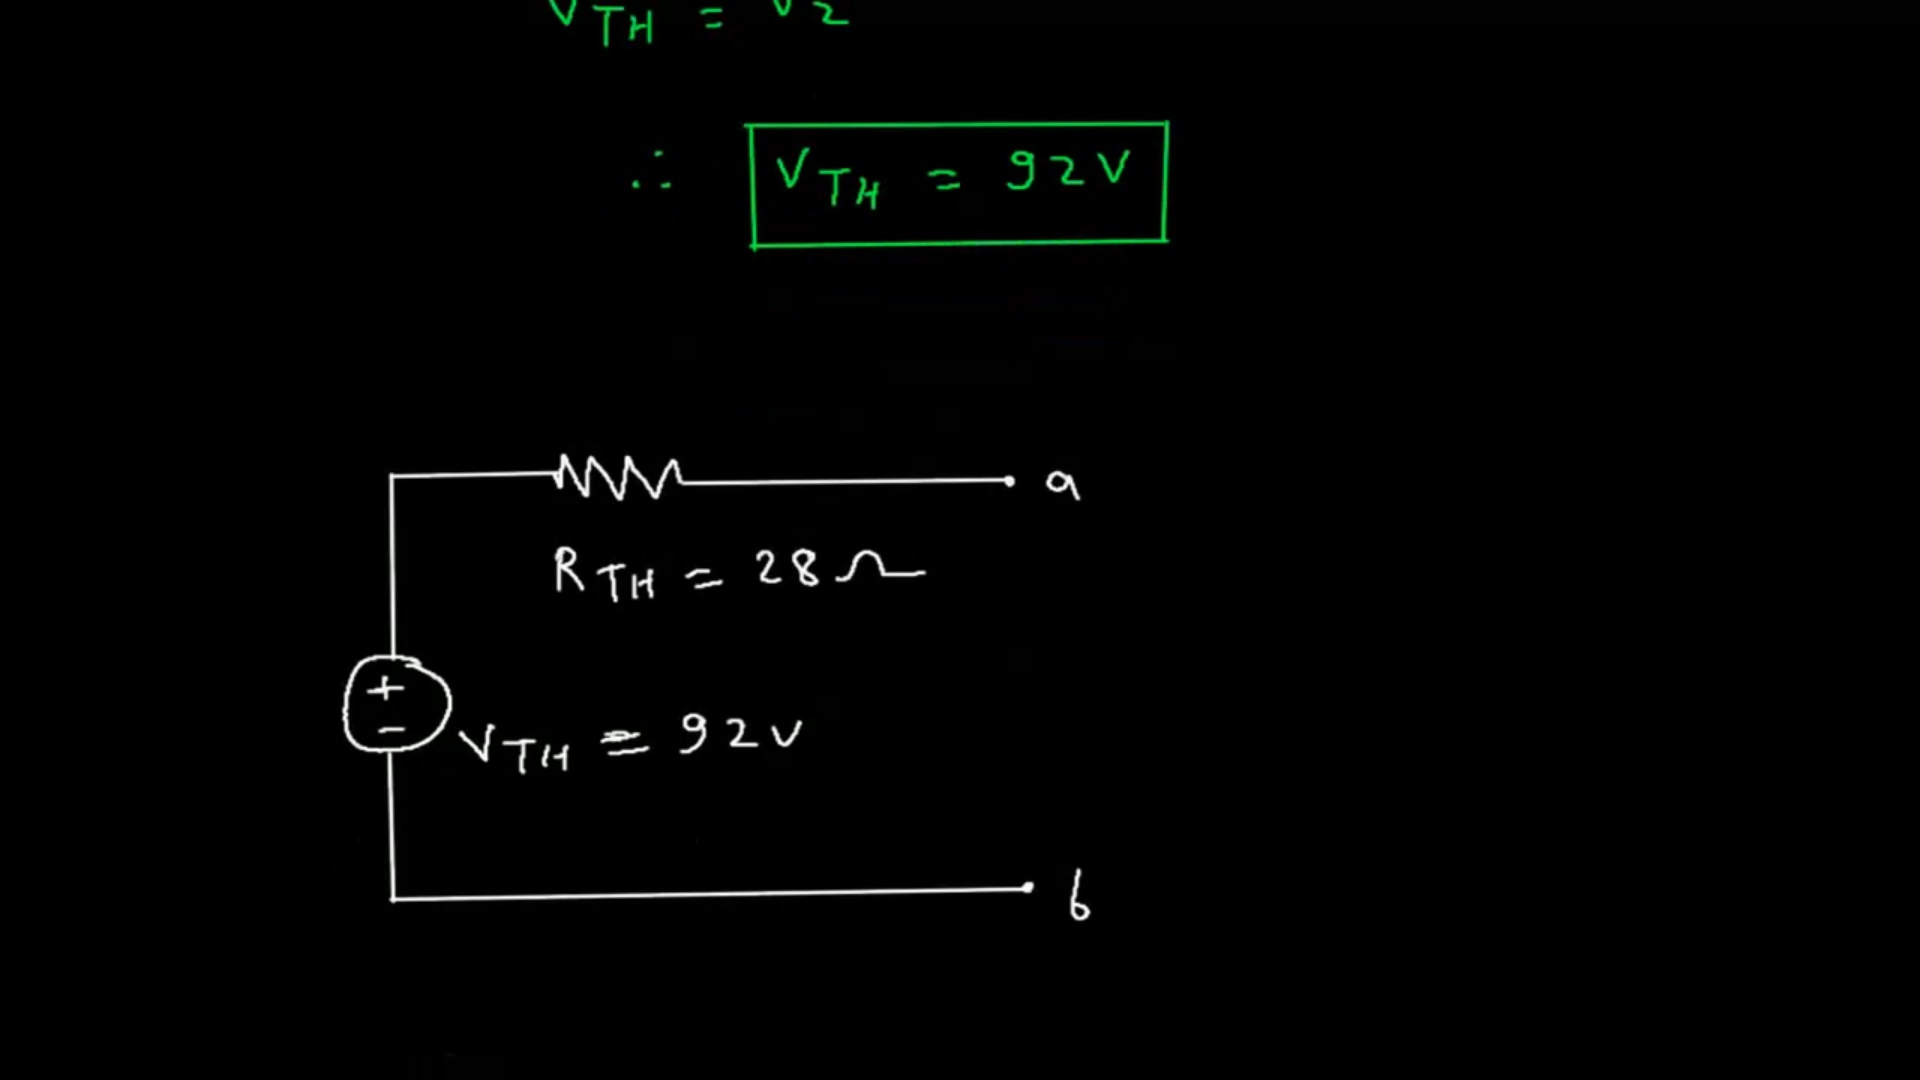 V_TH = V_2
∴ V_TH = 92V
a
R_TH = 28Ω
+
-
V_TH = 92V
b